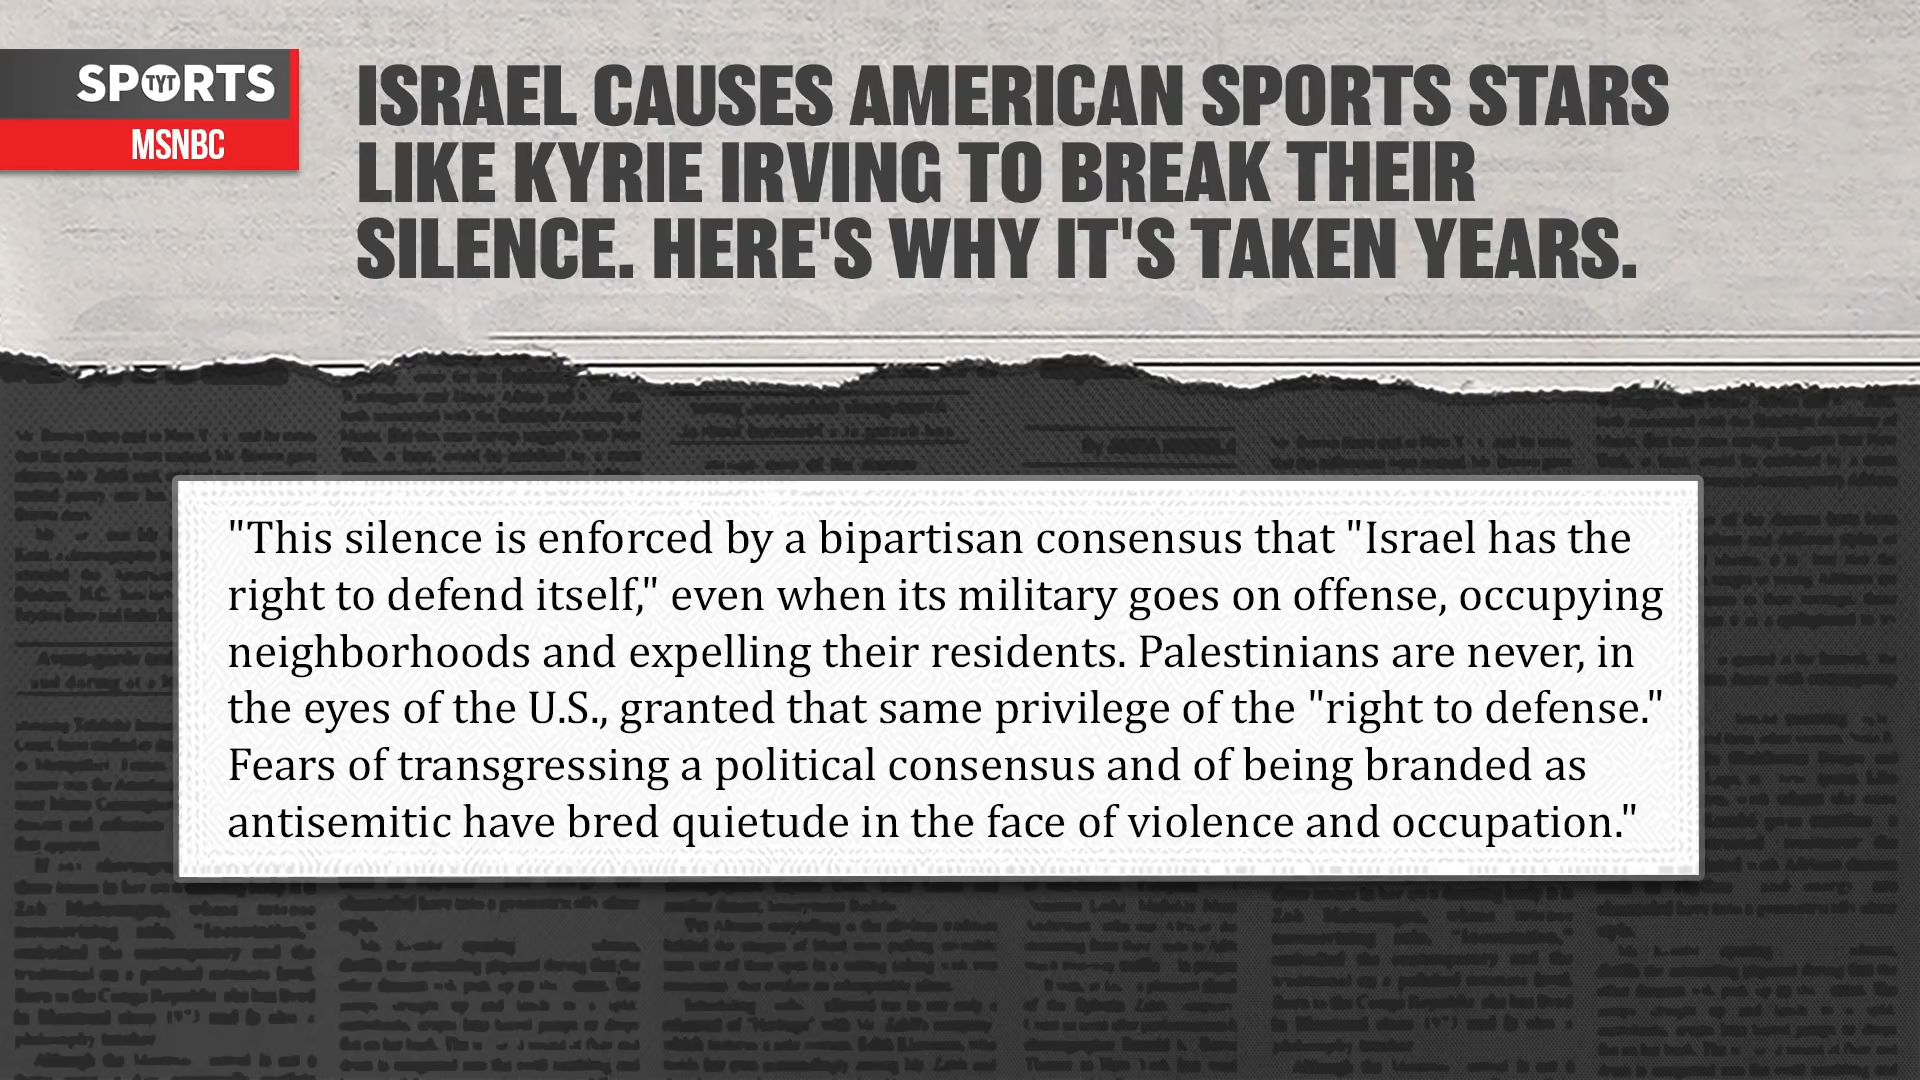 SPORTS
TYT
MSNBC
ISRAEL CAUSES AMERICAN SPORTS STARS
LIKE KYRIE IRVING TO BREAK THEIR
SILENCE. HERE'S WHY IT'S TAKEN YEARS.
"This silence is enforced by a bipartisan consensus that "Israel has the
right to defend itself," even when its military goes on offense, occupying
neighborhoods and expelling their residents. Palestinians are never, in
the eyes of the U.S., granted that same privilege of the "right to defense."
Fears of transgressing a political consensus and of being branded as
antisemitic have bred quietude in the face of violence and occupation."